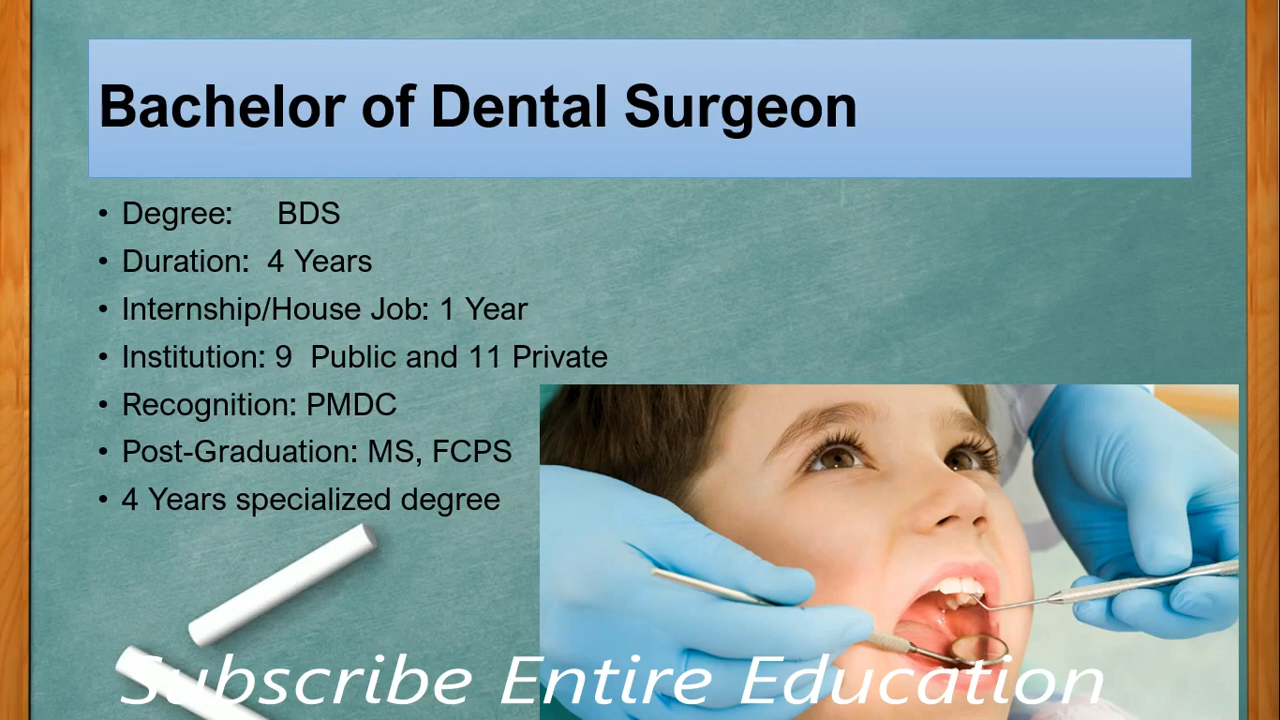 Bachelor of Dental Surgeon
• Degree: BDS
• Duration: 4 Years
• Internship/House Job: 1 Year
• Institution: 9 Public and 11 Private
• Recognition: PMDC
• Post-Graduation: MS, FCPS
• 4 Years specialized degree
Subscribe Entire Education